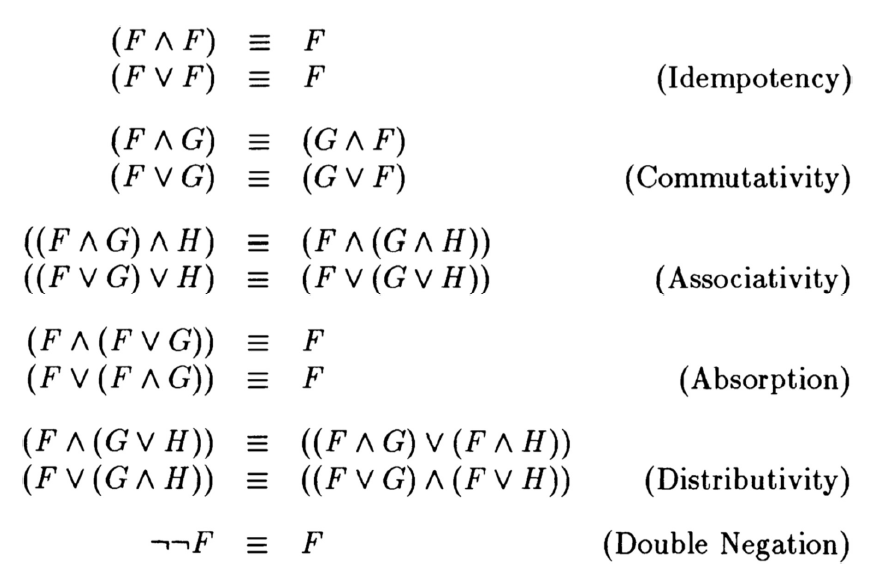 (F ∧ F) ≡ F
(F ∨ F) ≡ F (Idempotency)
(F ∧ G) ≡ (G ∧ F)
(F ∨ G) ≡ (G ∨ F) (Commutativity)
((F ∧ G) ∧ H) ≡ (F ∧ (G ∧ H))
((F ∨ G) ∨ H) ≡ (F ∨ (G ∨ H)) (Associativity)
(F ∧ (F ∨ G)) ≡ F
(F ∨ (F ∧ G)) ≡ F (Absorption)
(F ∧ (G ∨ H)) ≡ ((F ∧ G) ∨ (F ∧ H))
(F ∨ (G ∧ H)) ≡ ((F ∨ G) ∧ (F ∨ H)) (Distributivity)
¬¬F ≡ F (Double Negation)